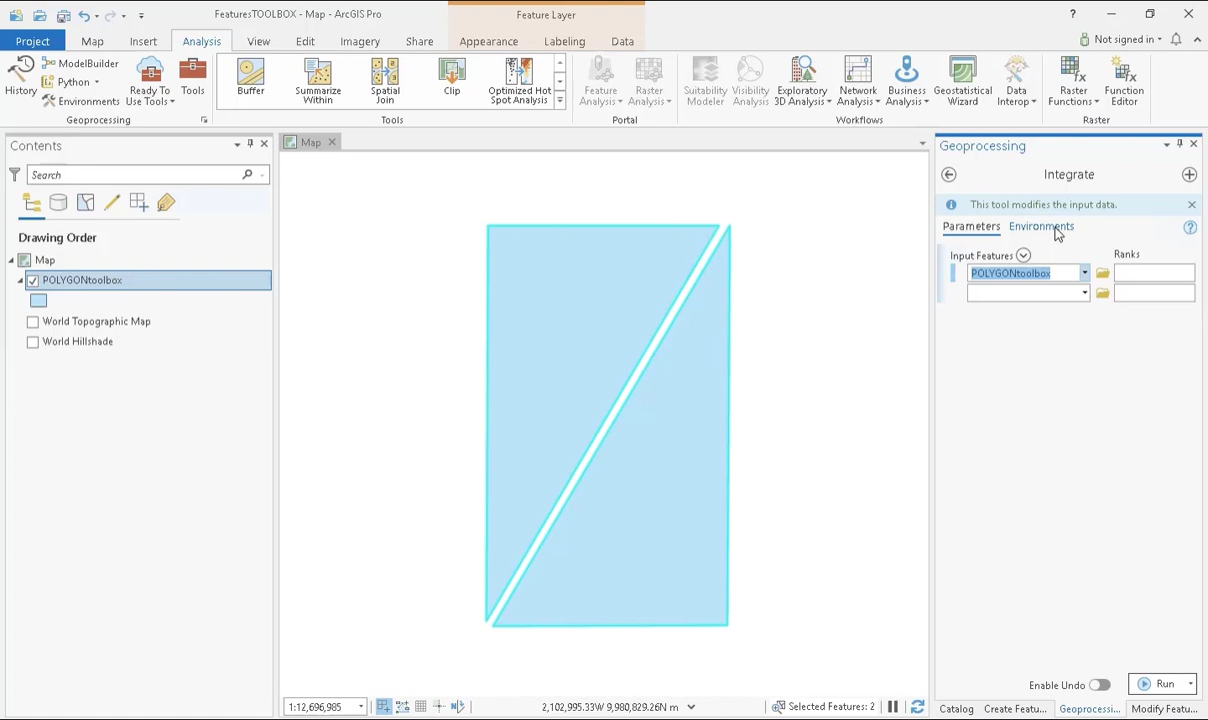 FeaturesTOOLBOX - Map - ArcGIS Pro
Feature Layer
?
Project
Map
Insert
Analysis
View
Edit
Imagery
Share
Appearance
Labeling
Data
Not signed in
History
ModelBuilder
Python
Environments
Ready To
Use Tools
Tools
Buffer
Summarize
Within
Spatial
Join
Clip
Optimized Hot
Spot Analysis
Feature
Analysis
Raster
Analysis
Suitability
Modeler
Visibility
Analysis
Exploratory
3D Analysis
Network
Analysis
Business
Analysis
Geostatistical
Wizard
Data
Interop
Raster
Functions
Function
Editor
Geoprocessing
Tools
Portal
Workflows
Raster
Contents
Search
Drawing Order
Map
POLYGONtoolbox
World Topographic Map
World Hillshade
Map
1:12,696,985
2,102,995.33W 9,980,829.26N m
Selected Features: 2
Geoprocessing
Integrate
This tool modifies the input data.
Parameters
Environments
?
Input Features
Ranks
POLYGONtoolbox
Enable Undo
Run
Catalog
Create Featu...
Geoprocessi...
Modify Featu...